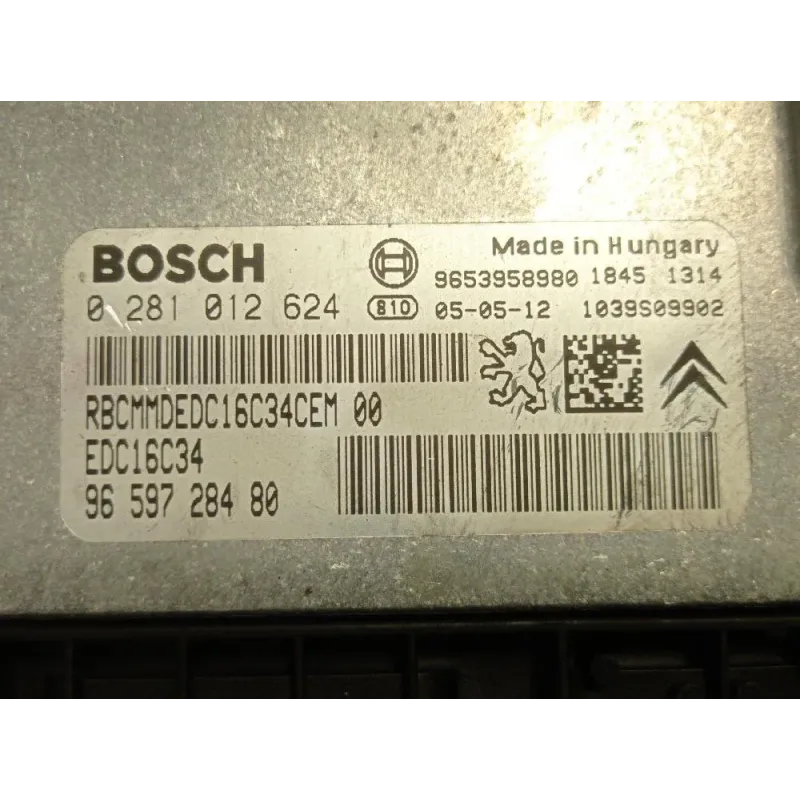 BOSCH
Made in Hungary
9653958980 1845 1314
0 281 012 624 810 05-05-12 1039S09902
RBCMMDEDC16C34CEM 00
EDC16C34
96 597 284 80